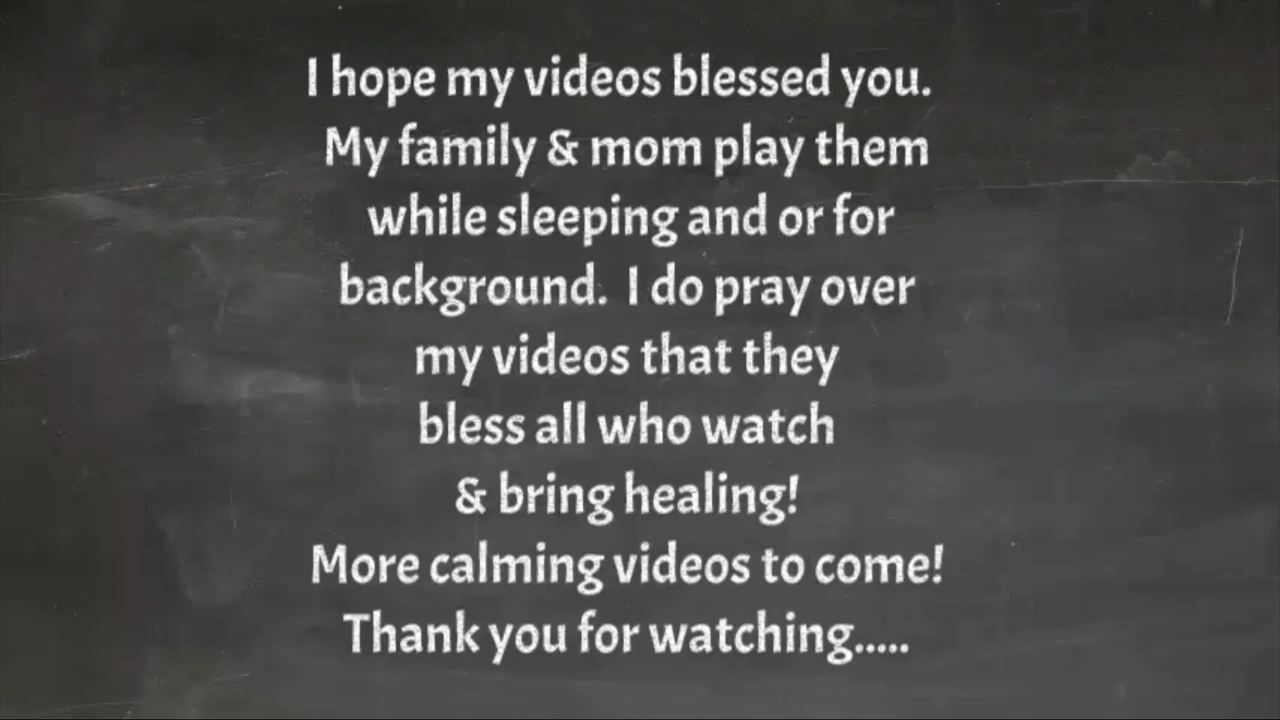 I hope my videos blessed you.
My family & mom play them
while sleeping and or for
background.  I do pray over
my videos that they
bless all who watch
& bring healing!
More calming videos to come!
Thank you for watching.....